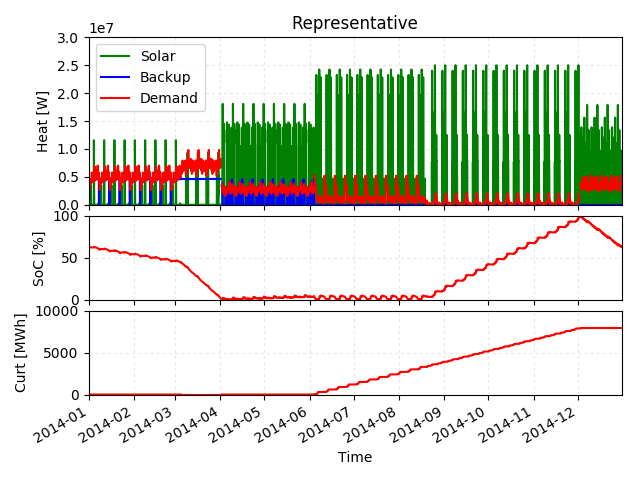 Representative
1e7
3.0
2.5
2.0
1.5
1.0
0.5
0.0
Heat [W]
Solar
Backup
Demand
100
50
0
SoC [%]
10000
5000
0
Curt [MWh]
2014-01
2014-02
2014-03
2014-04
2014-05
2014-06
2014-07
2014-08
2014-09
2014-10
2014-11
2014-12
Time